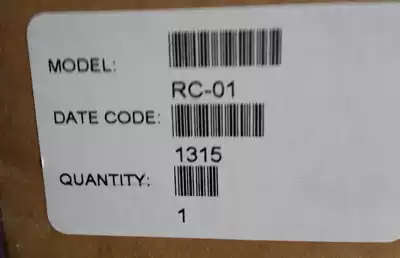 MODEL:
RC-01
DATE CODE:
1315
QUANTITY:
1